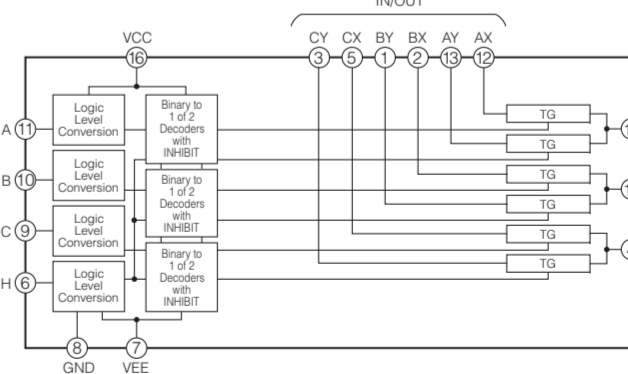 IN/OUT
VCC
CY CX BY BX AY AX
16
3 5 1 2 13 12
Logic
Level
Conversion
Binary to
1 of 2
Decoders
with
INHIBIT
TG
A 11
TG
Logic
Level
Conversion
Binary to
1 of 2
Decoders
with
INHIBIT
TG
B 10
TG
Logic
Level
Conversion
TG
C 9
Binary to
1 of 2
Decoders
with
INHIBIT
TG
Logic
Level
Conversion
H 6
8
7
GND
VEE